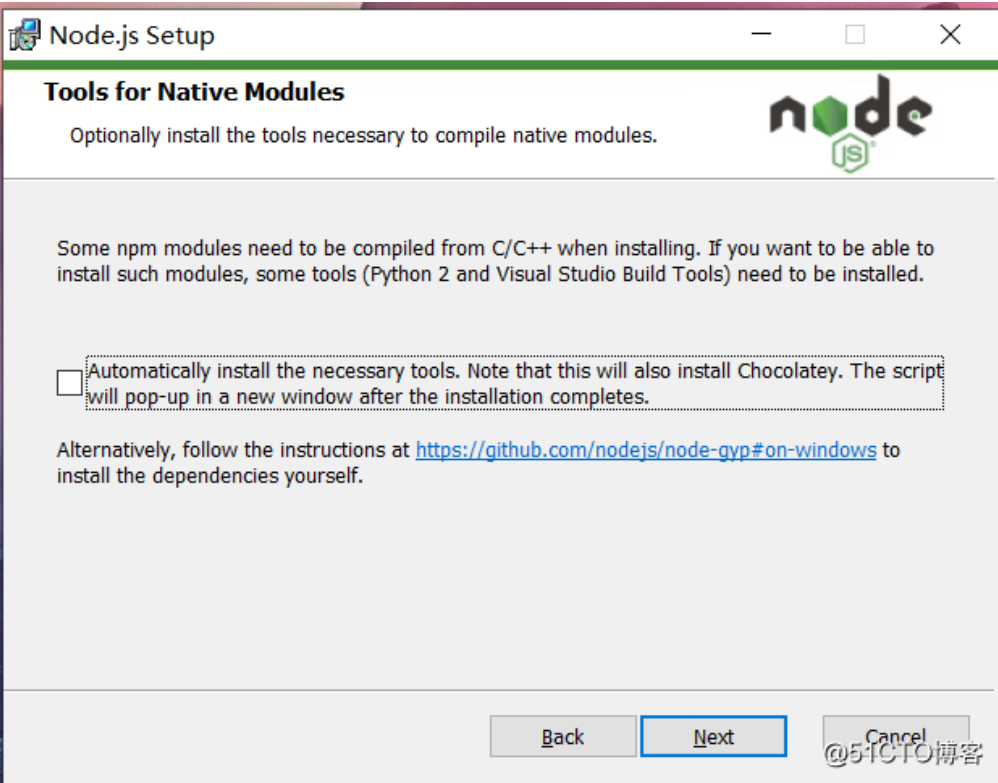 Node.js Setup
Tools for Native Modules
Optionally install the tools necessary to compile native modules.
node
JS
Some npm modules need to be compiled from C/C++ when installing. If you want to be able to
install such modules, some tools (Python 2 and Visual Studio Build Tools) need to be installed.
Automatically install the necessary tools. Note that this will also install Chocolatey. The script
will pop-up in a new window after the installation completes.
Alternatively, follow the instructions at https://github.com/nodejs/node-gyp#on-windows to
install the dependencies yourself.
Back
Next
Cancel
@51CTO博客